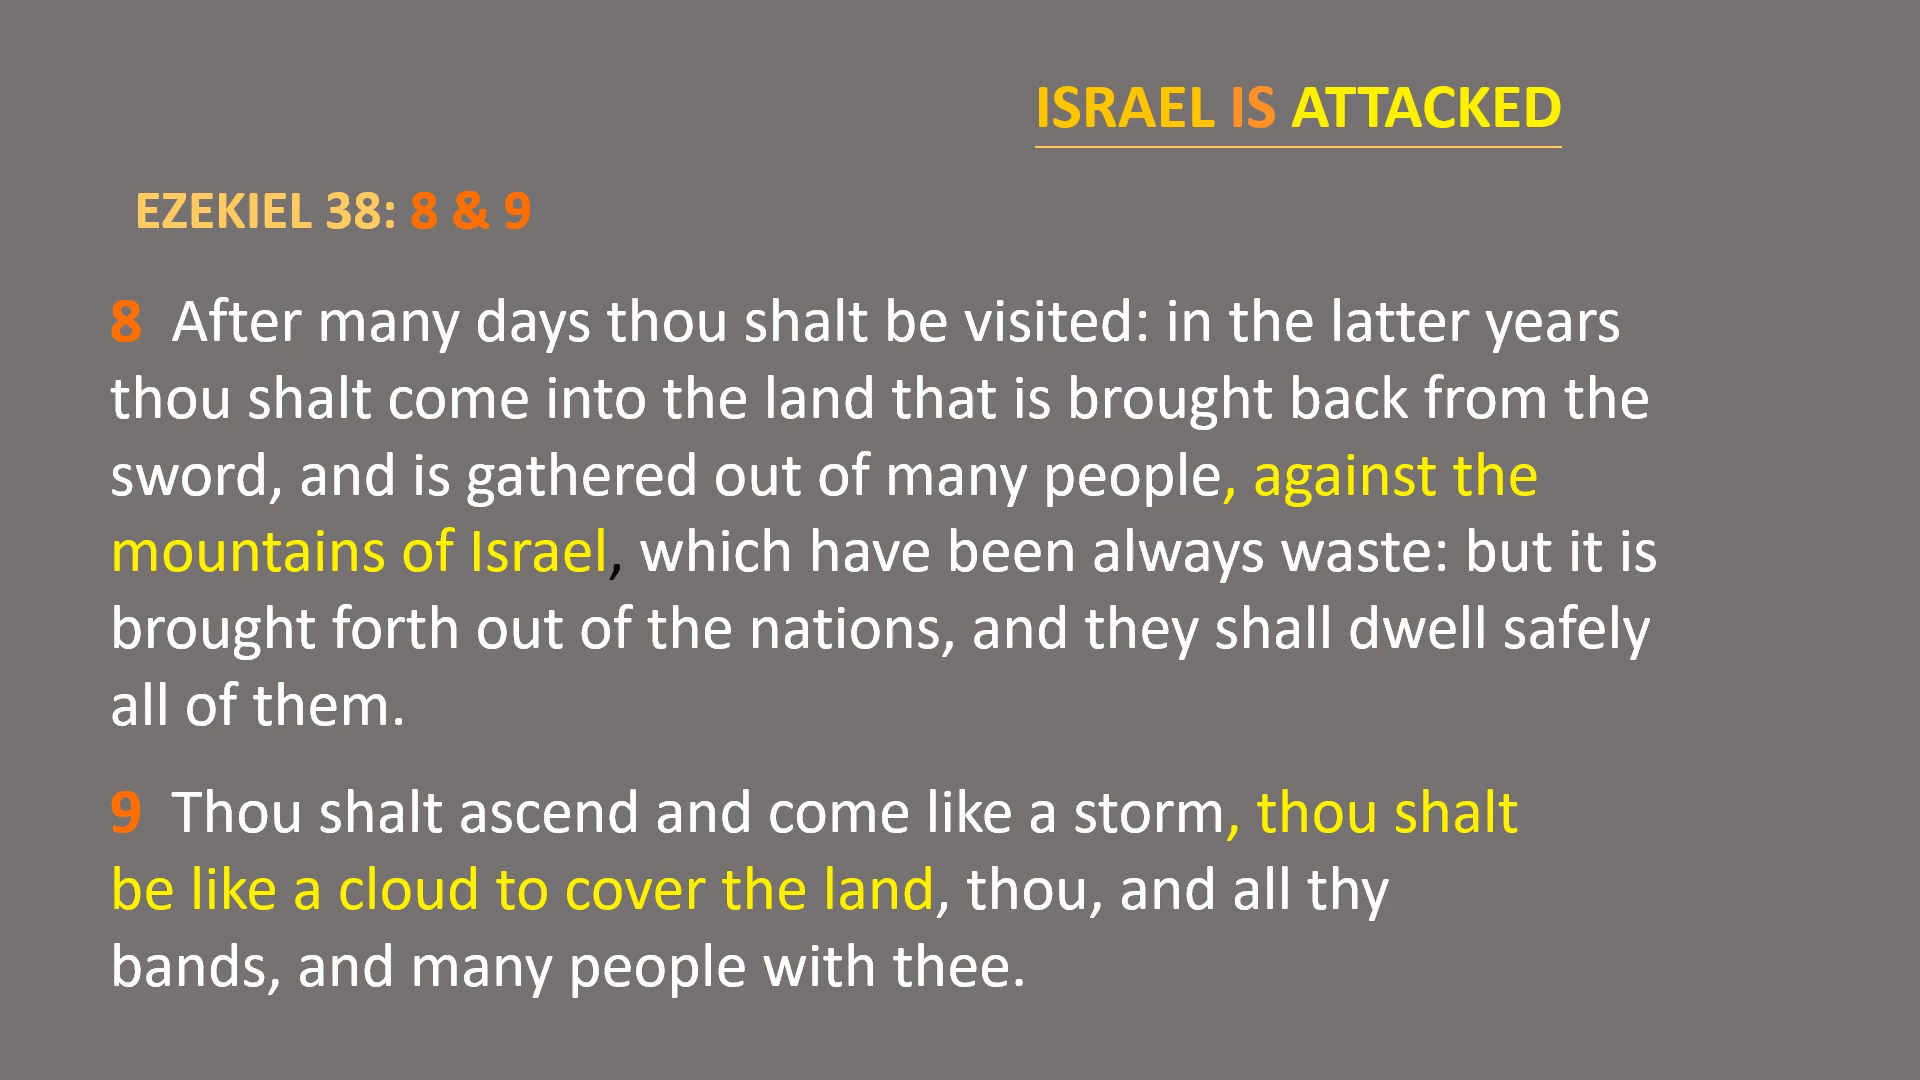 ISRAEL IS ATTACKED
EZEKIEL 38: 8 & 9
8 After many days thou shalt be visited: in the latter years
thou shalt come into the land that is brought back from the
sword, and is gathered out of many people, against the
mountains of Israel, which have been always waste: but it is
brought forth out of the nations, and they shall dwell safely
all of them.
9 Thou shalt ascend and come like a storm, thou shalt
be like a cloud to cover the land, thou, and all thy
bands, and many people with thee.